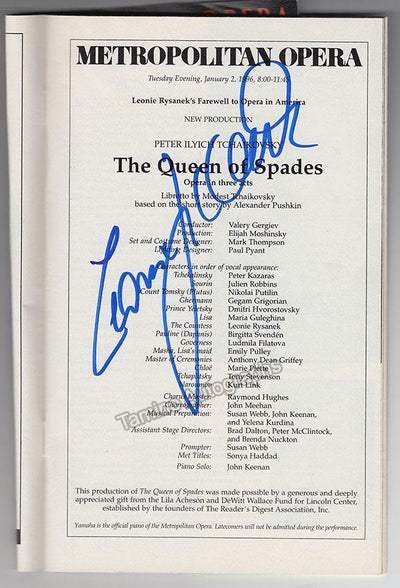 OPERA
METROPOLITAN OPERA
Tuesday Evening, January 2, 1996, 8:00-11:45
Leonie Rysanek's Farewell to Opera in America
NEW PRODUCTION
PETER ILYICH TCHAIKOVSKY
The Queen of Spades
Opera in three acts
Libretto by Modest Tchaikovsky
based on the short story by Alexander Pushkin
Conductor: Valery Gergiev
Production: Elijah Moshinsky
Set and Costume Designer: Mark Thompson
Lighting Designer: Paul Pyant
Characters in order of vocal appearance:
Tchekalinsky Peter Kazaras
Sourin Julien Robbins
Count Tomsky (Plutus) Nikolai Putilin
Ghermann Gegam Grigorian
Prince Yeletsky Dmitri Hvorostovsky
Lisa Maria Guleghina
The Countess Leonie Rysanek
Pauline (Daphnis) Birgitta Svendén
Governess Ludmila Filatova
Masha, Lisa's maid Emily Pulley
Master of Ceremonies Anthony Dean Griffey
Chloë Marie Plette
Tchaplitsky Tony Stevenson
Narumov Kurt Link
Chorus Master: Raymond Hughes
Choreographer: John Meehan
Musical Preparation: Susan Webb, John Keenan,
and Yelena Kurdina
Assistant Stage Directors: Brad Dalton, Peter McClintock,
and Brenda Nuckton
Prompter: Susan Webb
Met Titles: Sonya Haddad
Piano Solo: John Keenan
This production of The Queen of Spades was made possible by a generous and deeply
appreciated gift from the Lila Acheson and DeWitt Wallace Fund for Lincoln Center,
established by the founders of The Reader's Digest Association, Inc.
Yamaha is the official piano of the Metropolitan Opera. Latecomers will not be admitted during the performance.
Leonie Rysanek
Tamino Autographs